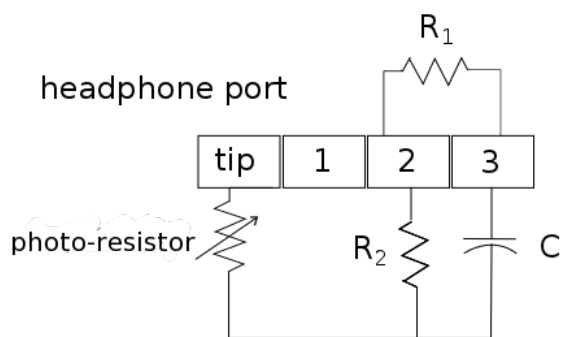 R₁
headphone port
tip 1 2 3
photo-resistor
R₂
C